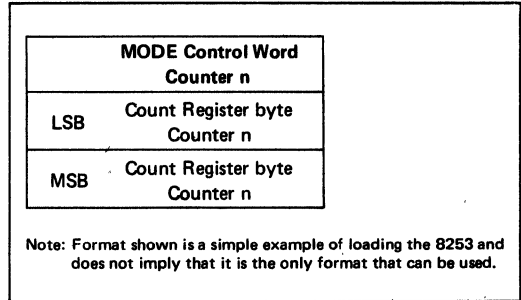 MODE Control Word
Counter n
LSB Count Register byte
Counter n
MSB Count Register byte
Counter n
Note: Format shown is a simple example of loading the 8253 and
does not imply that it is the only format that can be used.